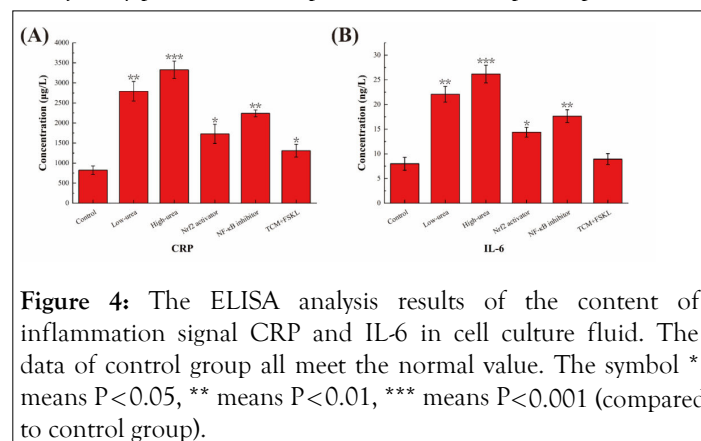 (A)
4000
3500
3000
2500
2000
1500
1000
500
0
Concentration (μg/L)
**
***
*
**
*
Control
Low-urea
High-urea
Nrf2 activator
NF-κB inhibitor
TCM+FSKL
CRP
(B)
30
25
20
15
10
5
0
Concentration (ng/L)
**
***
*
**
Control
Low-urea
High-urea
Nrf2 activator
NF-κB inhibitor
TCM+FSKL
IL-6
Figure 4: The ELISA analysis results of the content of
inflammation signal CRP and IL-6 in cell culture fluid. The
data of control group all meet the normal value. The symbol *
means P<0.05, ** means P<0.01, *** means P<0.001 (compared
to control group).